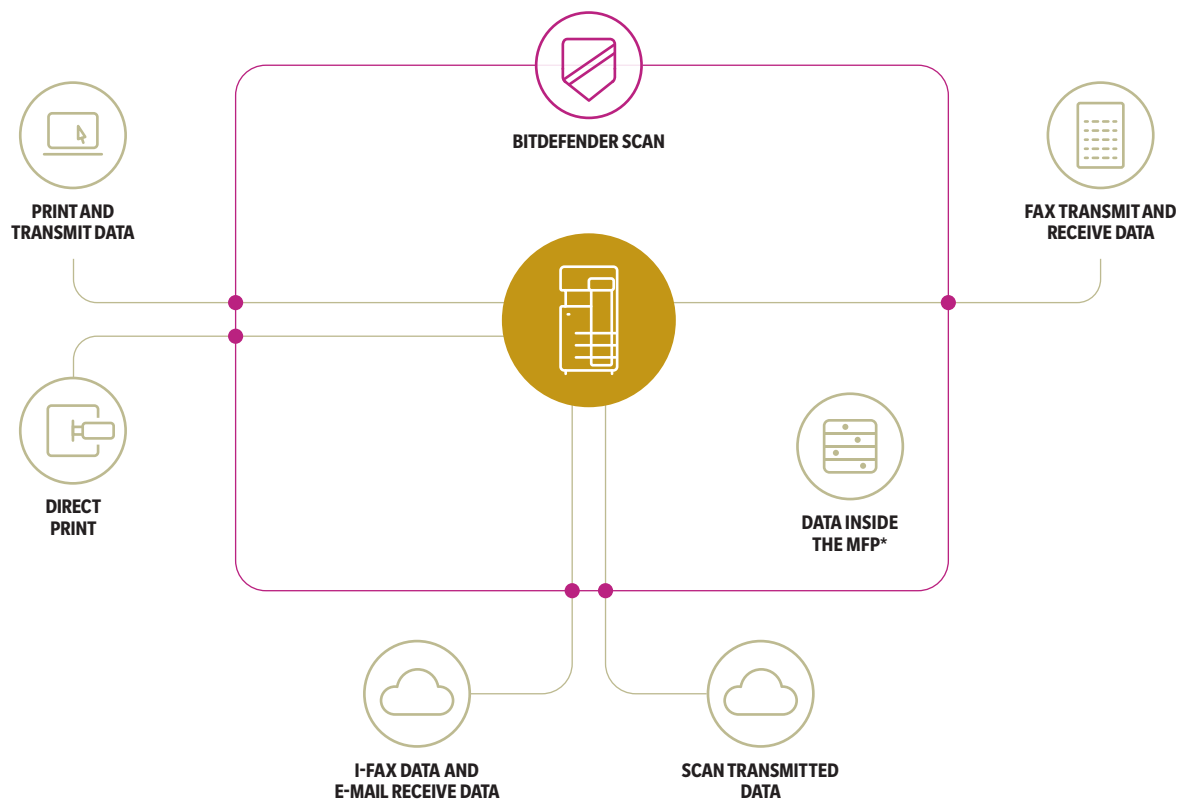 BITDEFENDER SCAN
PRINT AND
TRANSMIT DATA
FAX TRANSMIT AND
RECEIVE DATA
DIRECT
PRINT
DATA INSIDE
THE MFP*
I-FAX DATA AND
E-MAIL RECEIVE DATA
SCAN TRANSMITTED
DATA